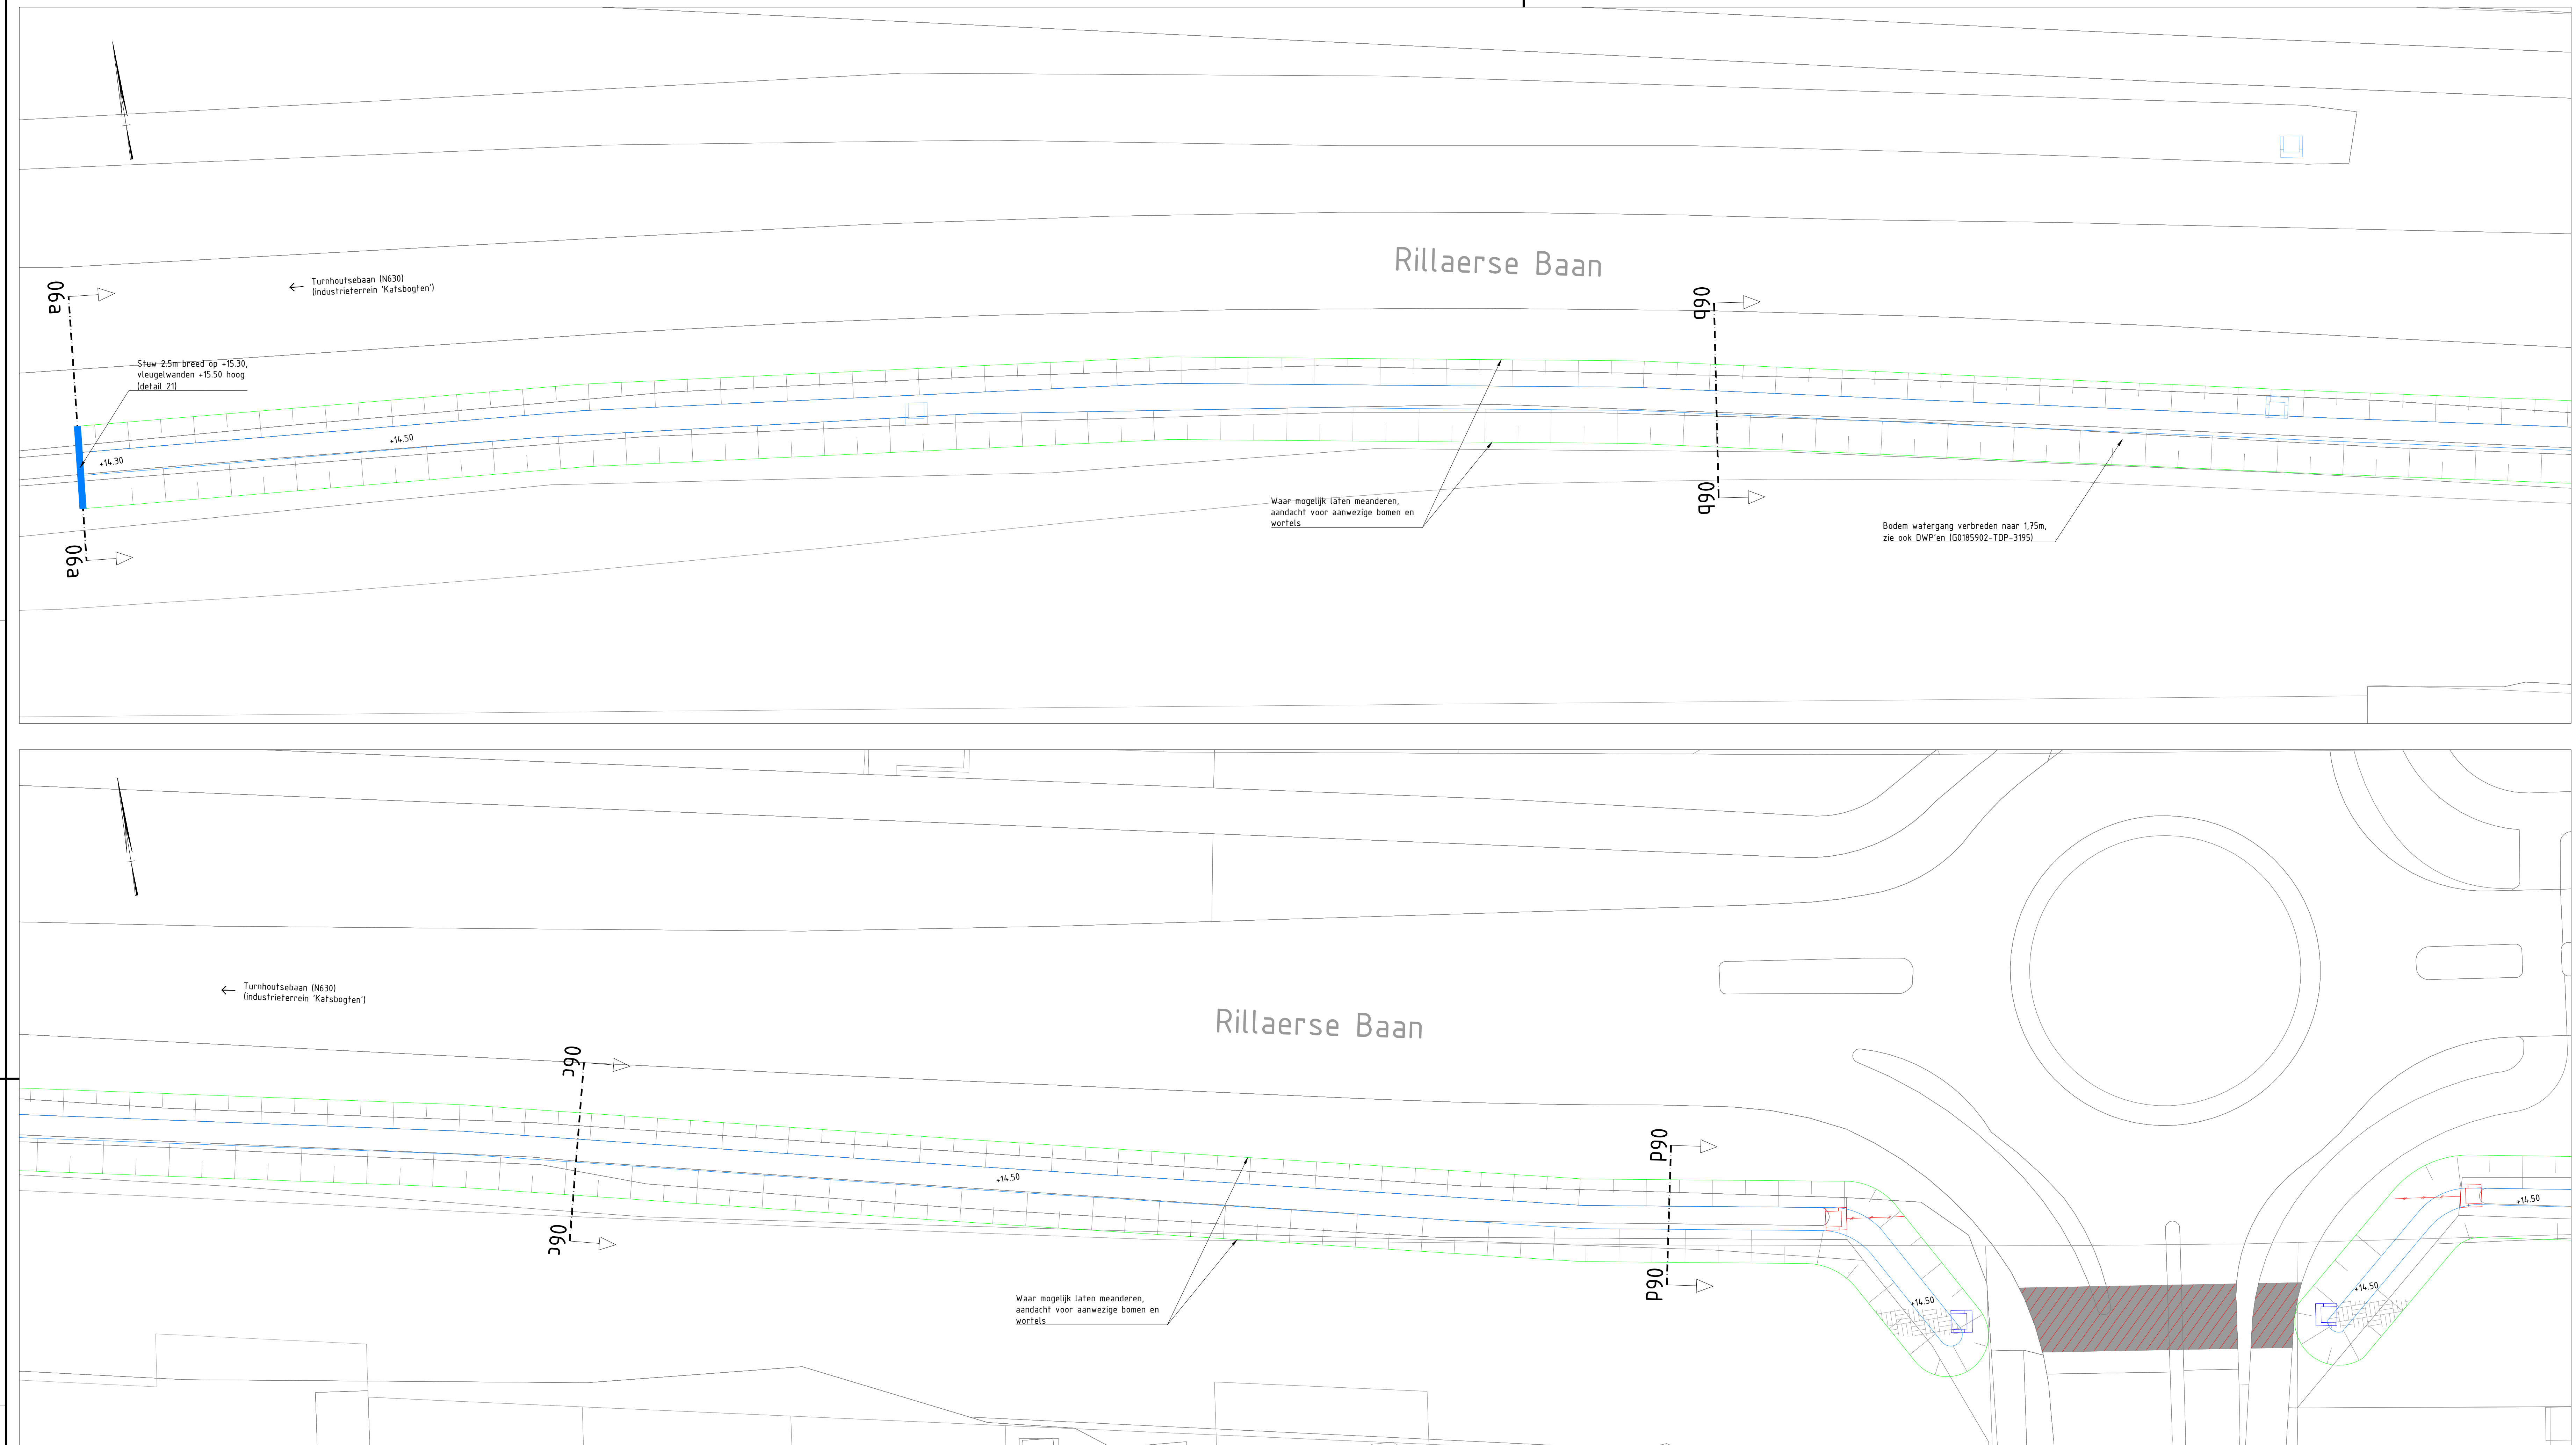 Rillaerse Baan
06a
Turnhoutsebaan (N630)
(industrieterrein 'Katsbogten')
06b
Stuw 2.5m breed op +15.30,
vleugelwanden +15.50 hoog
(detail 21)
+14.50
+14.30
Waar mogelijk laten meanderen,
aandacht voor aanwezige bomen en
wortels
06b
Bodem watergang verbreden naar 1,75m,
zie ook DWP'en (G0185902-TDP-3195)
06a
Turnhoutsebaan (N630)
(industrieterrein 'Katsbogten')
Rillaerse Baan
06c
06d
+14.50
+14.50
06c
06d
Waar mogelijk laten meanderen,
aandacht voor aanwezige bomen en
wortels
+14.50
+14.50